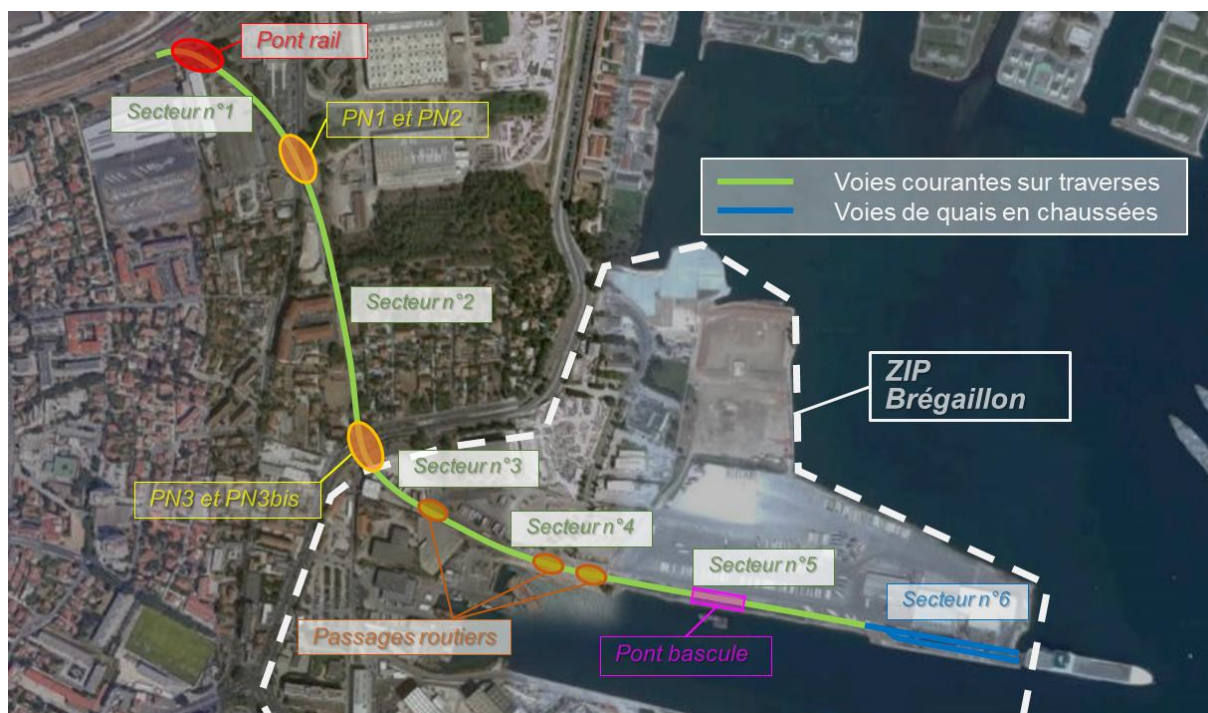 Pont rail
Secteur n°1
PN1 et PN2
Voies courantes sur traverses
Voies de quais en chaussées
Secteur n°2
ZIP
Brégaillon
Secteur n°3
PN3 et PN3bis
Secteur n°4
Secteur n°5
Secteur n°6
Passages routiers
Pont bascule